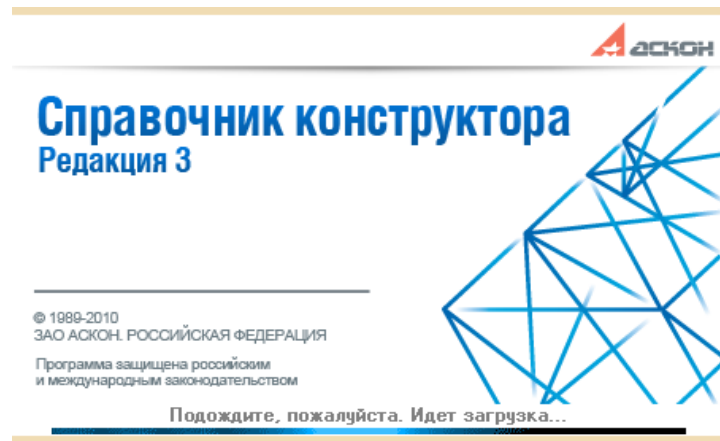 аскон
Справочник конструктора
Редакция 3
© 1989-2010
ЗАО АСКОН. РОССИЙСКАЯ ФЕДЕРАЦИЯ
Программа защищена российским
и международным законодательством
Подождите, пожалуйста. Идет загрузка...